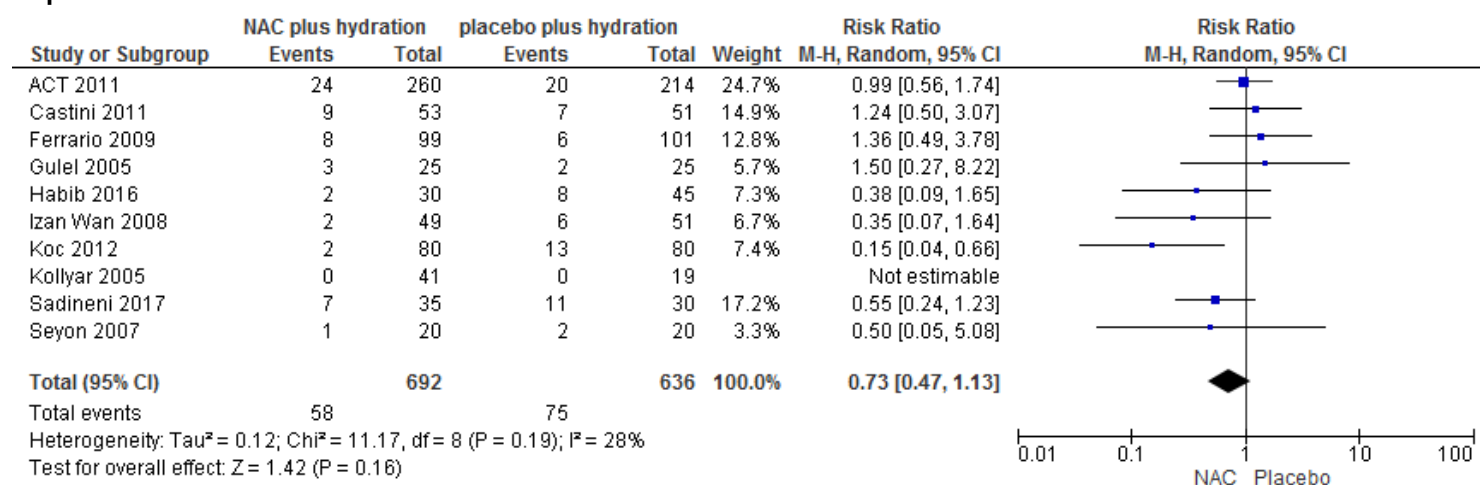 NAC plus hydration placebo plus hydration Risk Ratio Risk Ratio
Study or Subgroup Events Total Events Total Weight M-H, Random, 95% CI M-H, Random, 95% CI
ACT 2011 24 260 20 214 24.7% 0.99 [0.56, 1.74]
Castini 2011 9 53 7 51 14.9% 1.24 [0.50, 3.07]
Ferrario 2009 8 99 6 101 12.8% 1.36 [0.49, 3.78]
Gulel 2005 3 25 2 25 5.7% 1.50 [0.27, 8.22]
Habib 2016 2 30 8 45 7.3% 0.38 [0.09, 1.65]
Izan Wan 2008 2 49 6 51 6.7% 0.35 [0.07, 1.64]
Koc 2012 2 80 13 80 7.4% 0.15 [0.04, 0.66]
Kollyar 2005 0 41 0 19 Not estimable
Sadineni 2017 7 35 11 30 17.2% 0.55 [0.24, 1.23]
Seyon 2007 1 20 2 20 3.3% 0.50 [0.05, 5.08]
Total (95% CI) 692 636 100.0% 0.73 [0.47, 1.13]
Total events 58 75
Heterogeneity: Tau² = 0.12; Chi² = 11.17, df = 8 (P = 0.19); I² = 28%
Test for overall effect: Z = 1.42 (P = 0.16)
0.01 0.1 1 10 100
NAC Placebo